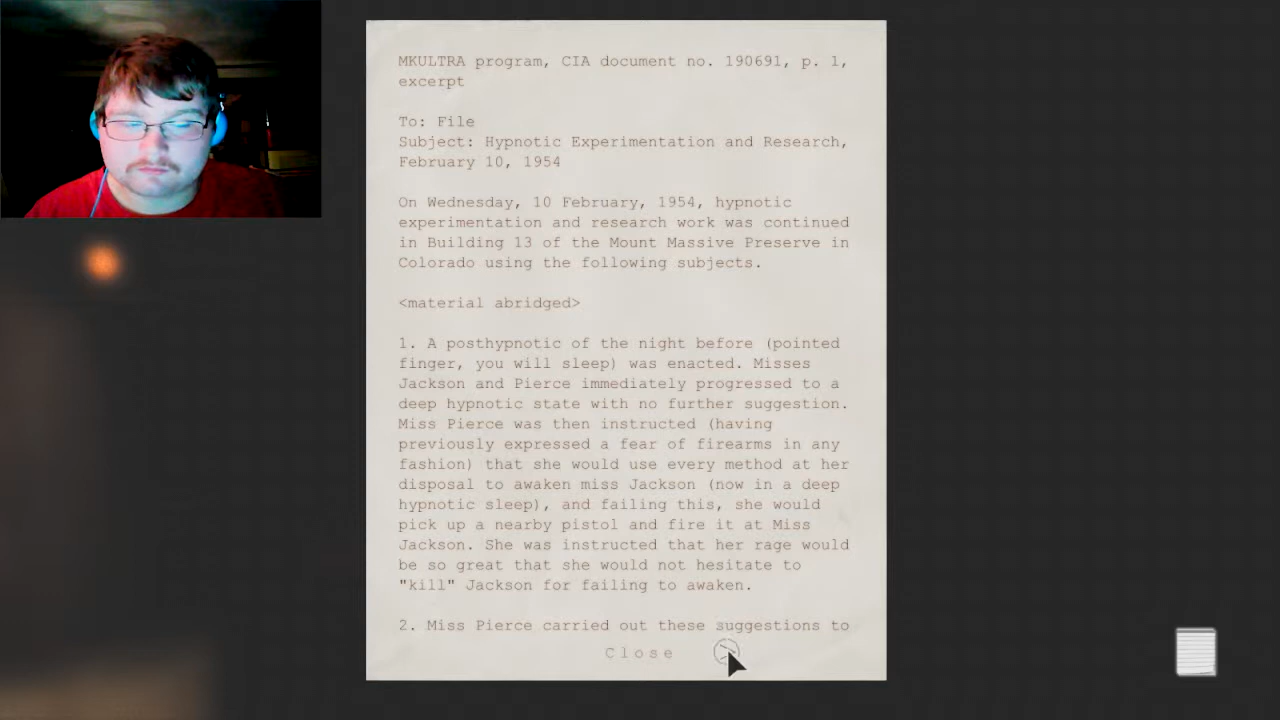 MKULTRA program, CIA document no. 190691, p. 1,
excerpt
To: File
Subject: Hypnotic Experimentation and Research,
February 10, 1954
On Wednesday, 10 February, 1954, hypnotic
experimentation and research work was continued
in Building 13 of the Mount Massive Preserve in
Colorado using the following subjects.
<material abridged>
1. A posthypnotic of the night before (pointed
finger, you will sleep) was enacted. Misses
Jackson and Pierce immediately progressed to a
deep hypnotic state with no further suggestion.
Miss Pierce was then instructed (having
previously expressed a fear of firearms in any
fashion) that she would use every method at her
disposal to awaken miss Jackson (now in a deep
hypnotic sleep), and failing this, she would
pick up a nearby pistol and fire it at Miss
Jackson. She was instructed that her rage would
be so great that she would not hesitate to
"kill" Jackson for failing to awaken.
2. Miss Pierce carried out these suggestions to
Close